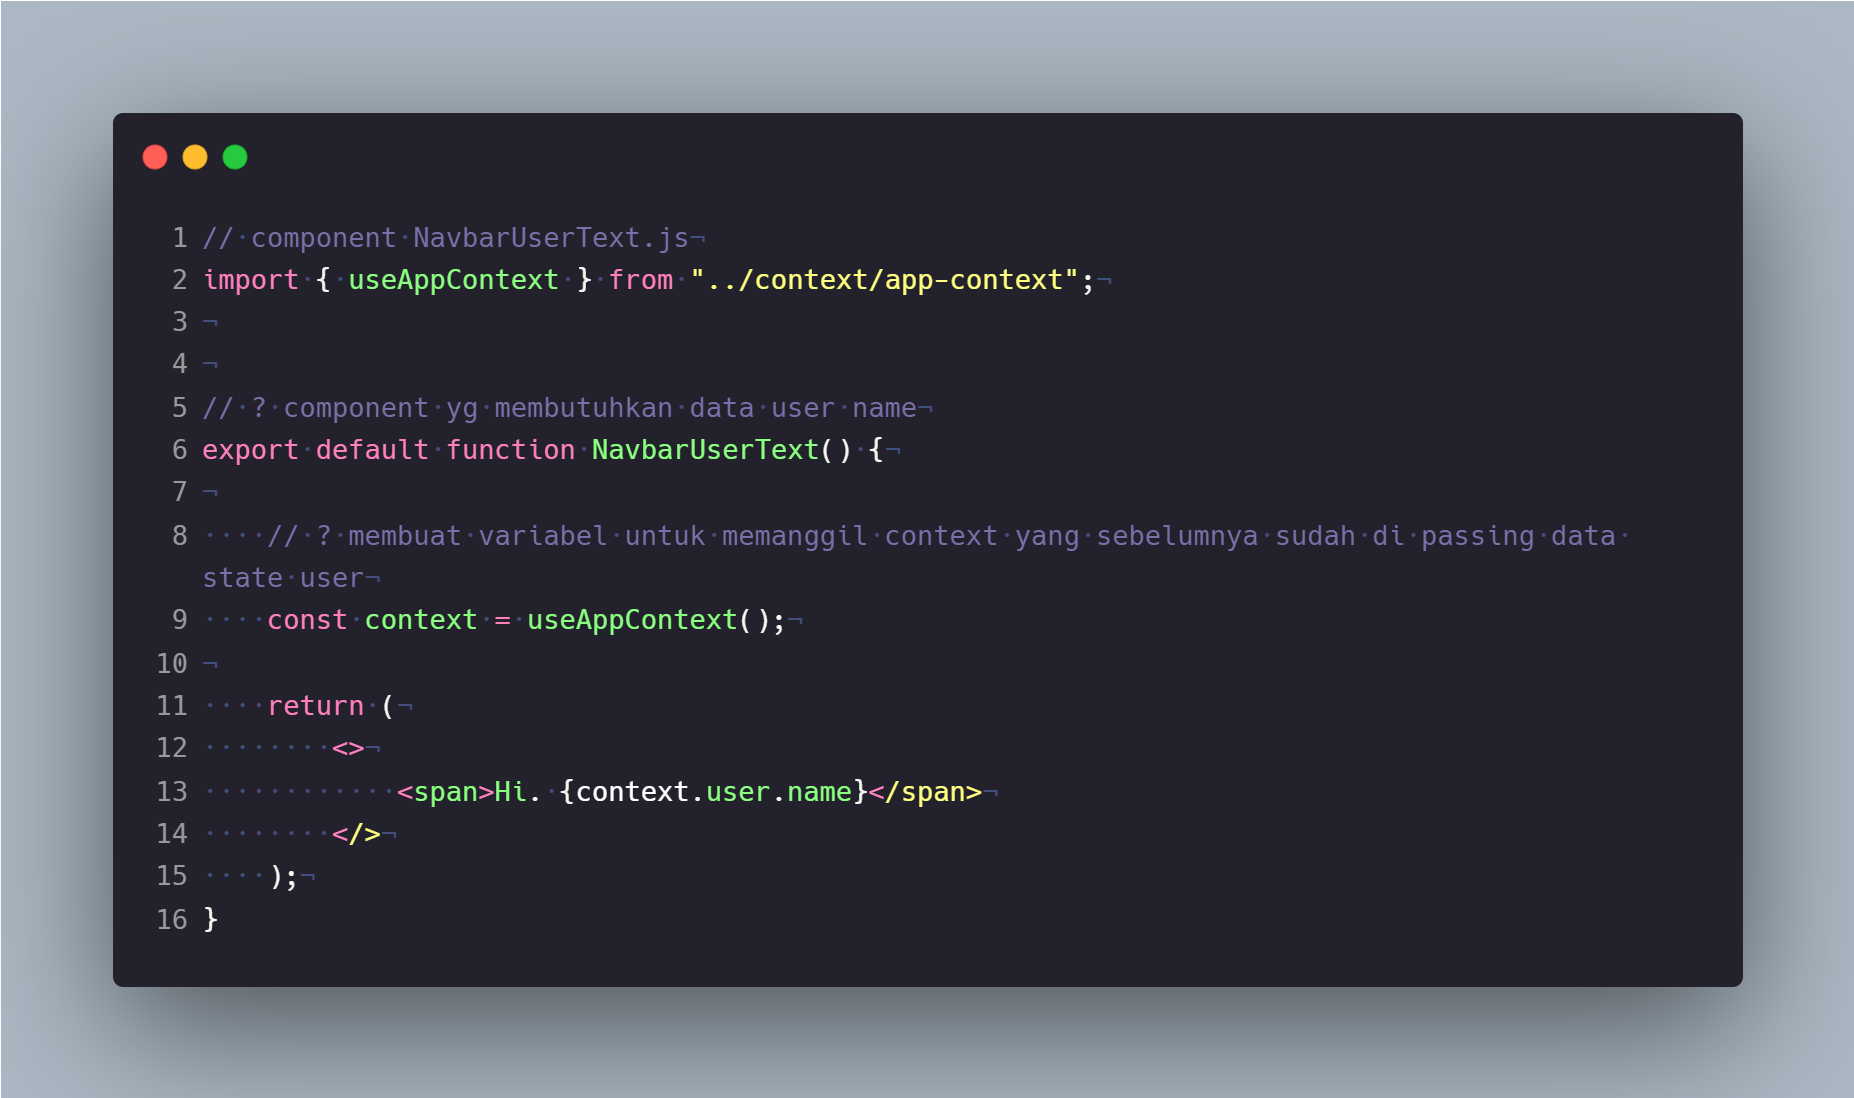 1 // component NavbarUserText.js¬
2 import { useAppContext } from "../context/app-context";¬
3 ¬
4 ¬
5 // ? component yg membutuhkan data user name¬
6 export default function NavbarUserText() {¬
7 ¬
8 ····// ? membuat variabel untuk memanggil context yang sebelumnya sudah di passing data
state user¬
9 ····const context = useAppContext();¬
10 ¬
11 ····return (¬
12 ········<>¬
13 ············<span>Hi. {context.user.name}</span>¬
14 ········</>¬
15 ····);¬
16 }